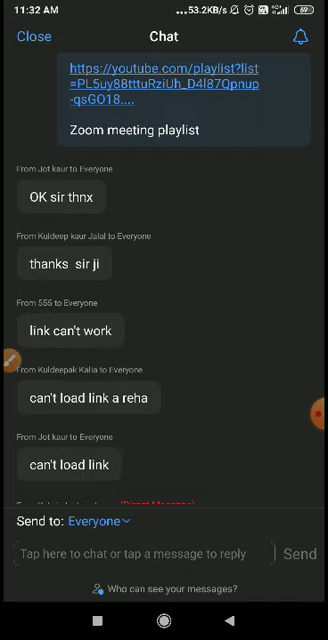 11:32 AM
...53.2KB/s
69
Close
Chat
https://youtube.com/playlist?list
=PL5uy88tttuRziUh_D4l87Qpnup
-qsGO18....
Zoom meeting playlist
From Jot kaur to Everyone
OK sir thnx
From Kuldeep kaur Jalal to Everyone
thanks sir ji
From 555 to Everyone
link can't work
From Kuldeepak Kalia to Everyone
can't load link a reha
From Jot kaur to Everyone
can't load link
(Direct Message)
Send to: Everyone
Tap here to chat or tap a message to reply
Send
Who can see your messages?